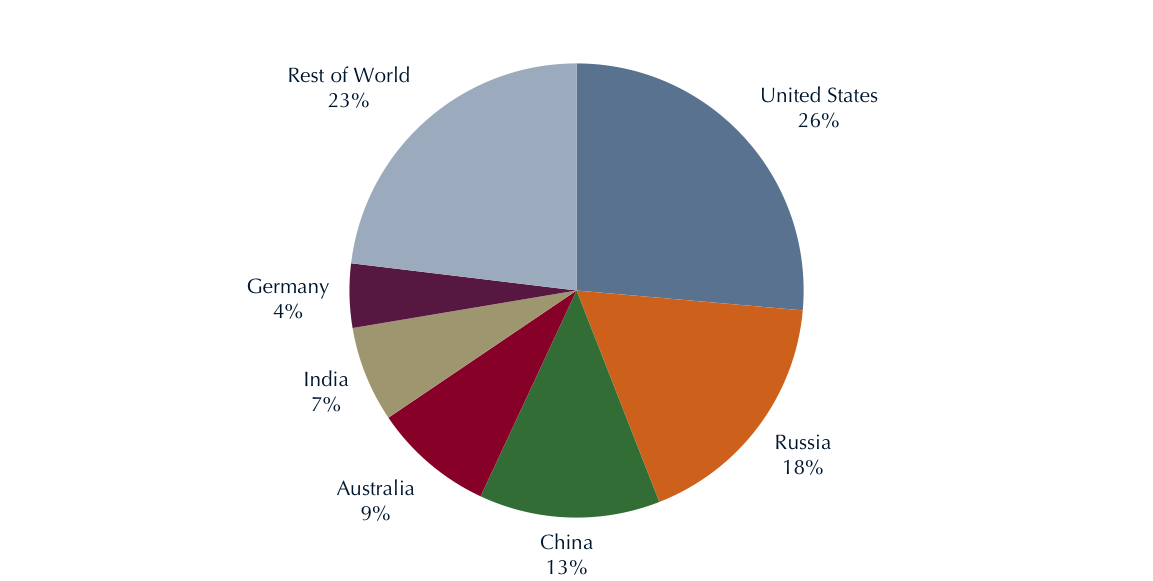 Rest of World
23%
United States
26%
Germany
4%
India
7%
Russia
18%
Australia
9%
China
13%